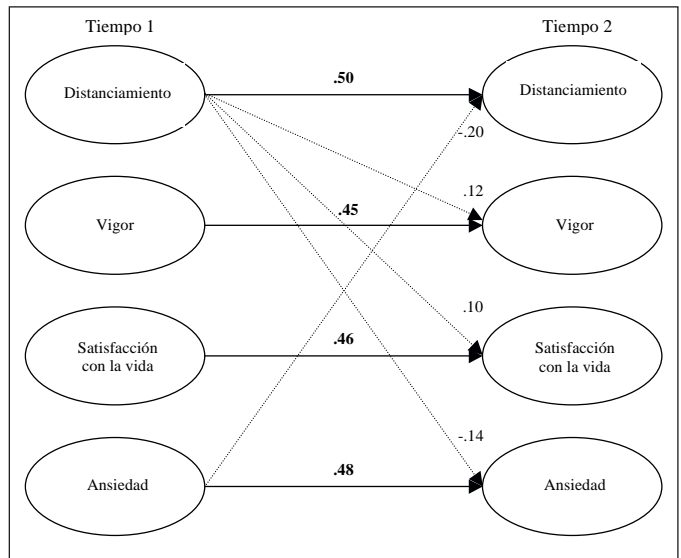 Tiempo 1
Tiempo 2
Distanciamiento
.50
Distanciamiento
-.20
.12
Vigor
.45
Vigor
.10
Satisfacción
con la vida
.46
Satisfacción
con la vida
-.14
Ansiedad
.48
Ansiedad